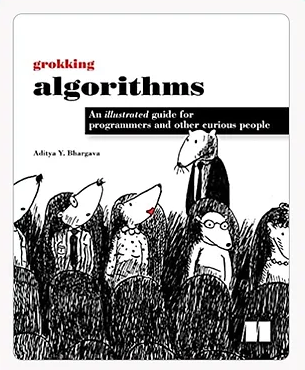 grokking
algorithms
An illustrated guide for
programmers and other curious people
Aditya Y. Bhargava